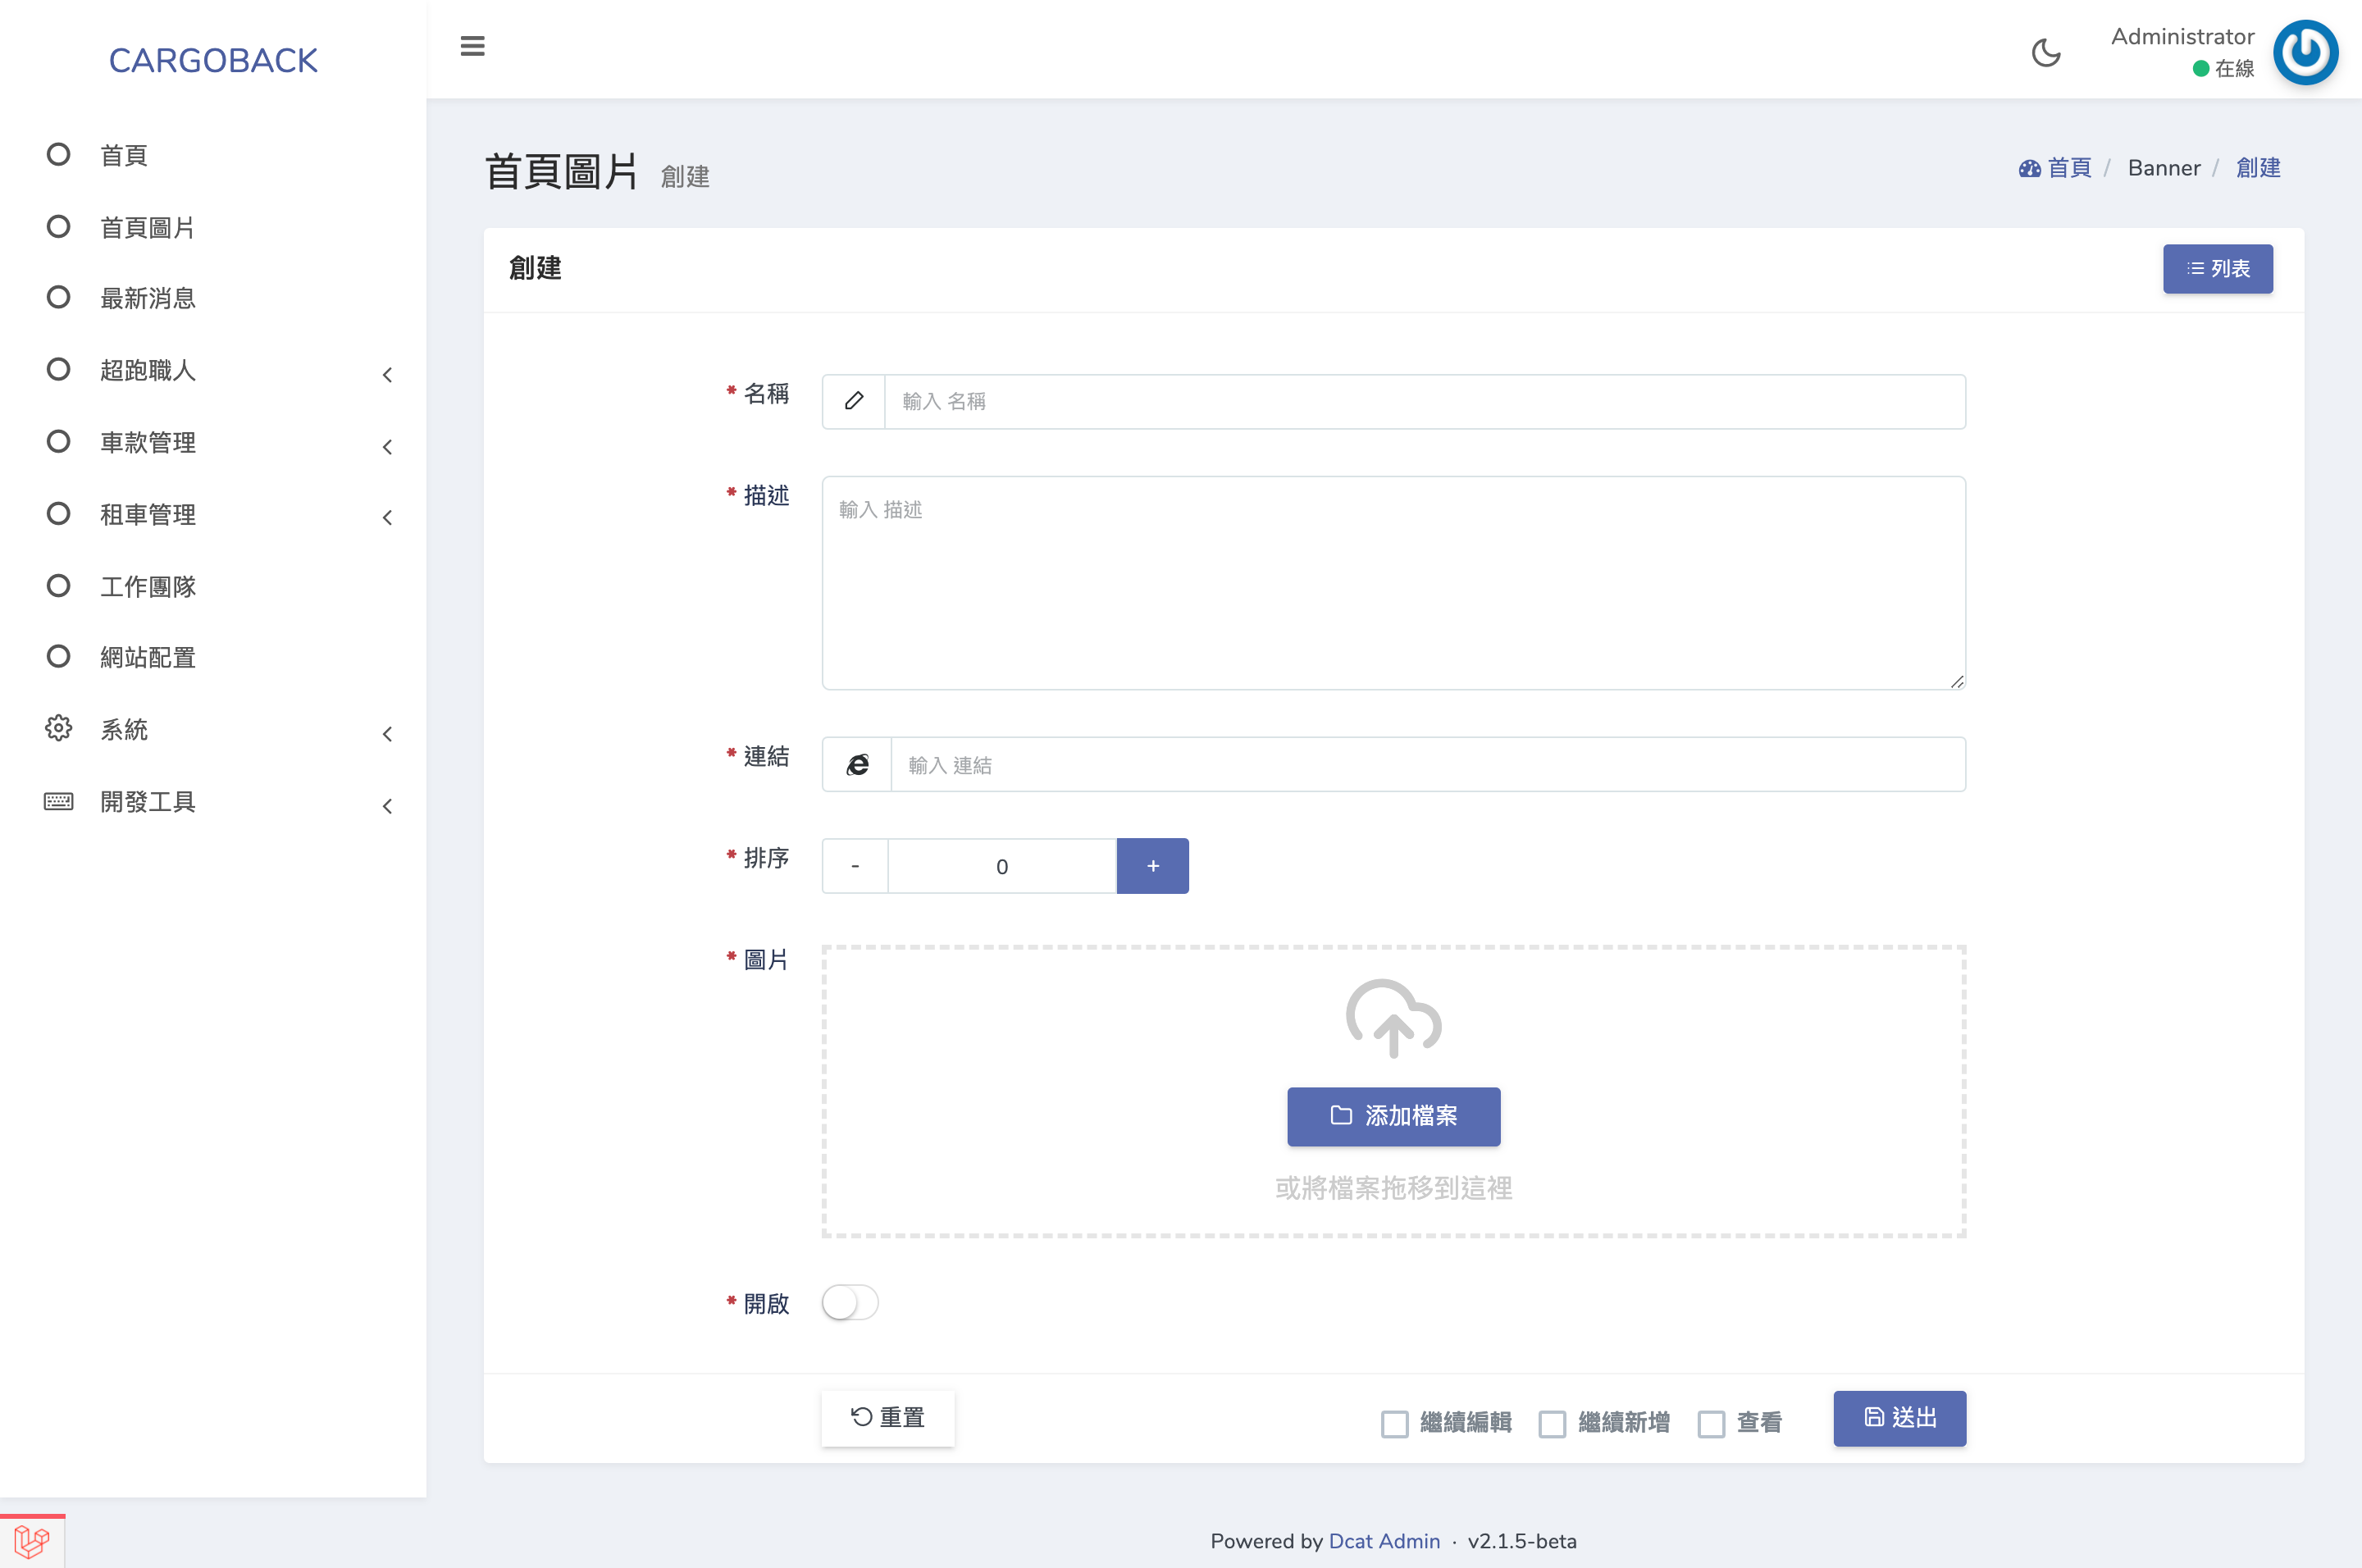 CARGOBACK
Administrator
在線
首頁
首頁圖片
最新消息
超跑職人
車款管理
租車管理
工作團隊
網站配置
系統
開發工具
首頁圖片 創建
首頁 / Banner / 創建
創建
列表
* 名稱
輸入 名稱
* 描述
輸入 描述
* 連結
輸入 連結
* 排序
- 0 +
* 圖片
添加檔案
或將檔案拖移到這裡
* 開啟
重置
繼續編輯 繼續新增 查看
送出
Powered by Dcat Admin · v2.1.5-beta